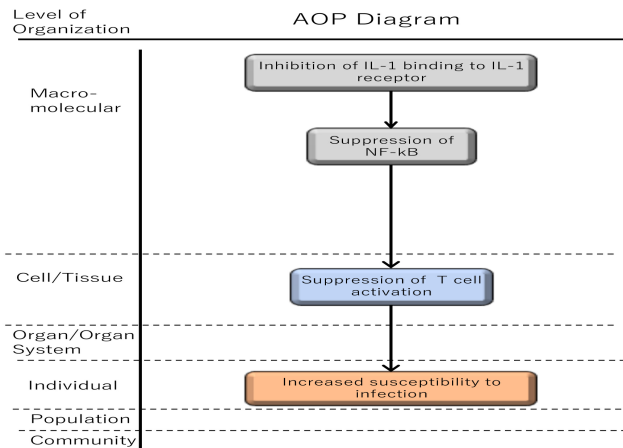 Level of
Organization
AOP Diagram
Macro-
molecular
Inhibition of IL-1 binding to IL-1
receptor
Suppression of
NF-kB
Cell/Tissue
Suppression of T cell
activation
Organ/Organ
System
Individual
Increased susceptibility to
infection
Population
Community